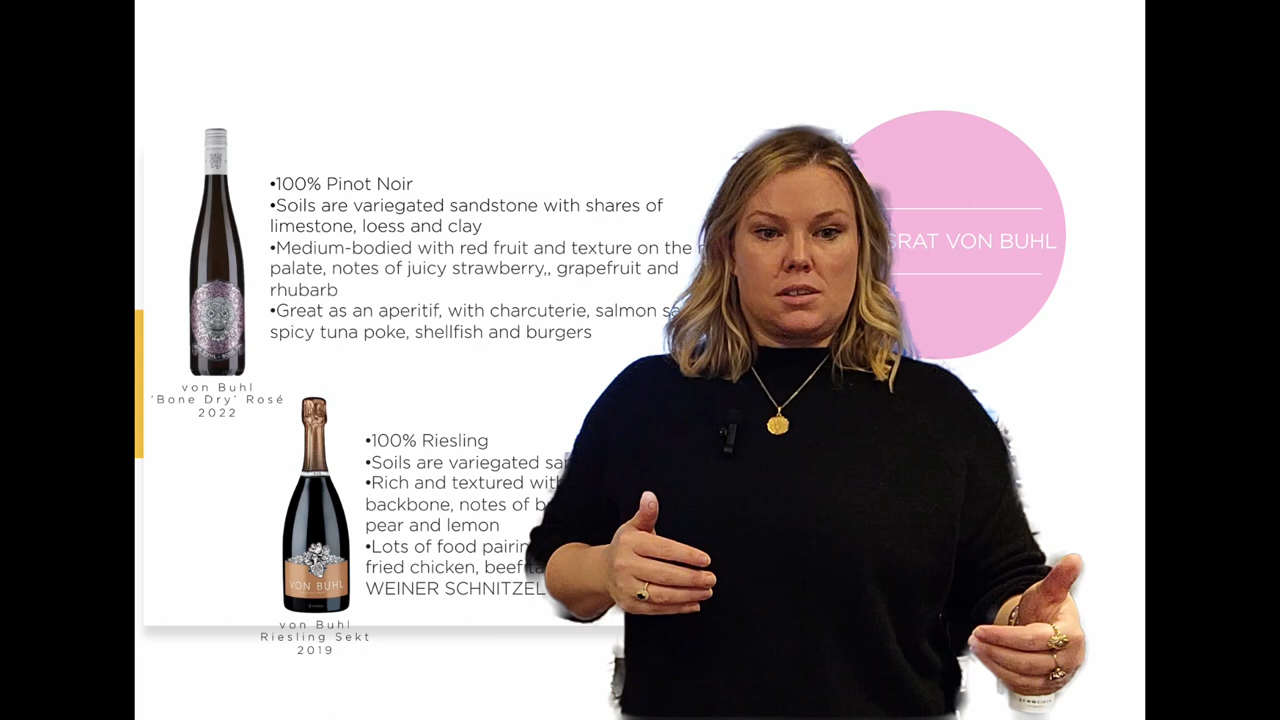 •100% Pinot Noir
•Soils are variegated sandstone with shares of
limestone, loess and clay
•Medium-bodied with red fruit and texture on the
palate, notes of juicy strawberry,, grapefruit and
rhubarb
•Great as an aperitif, with charcuterie, salmon
spicy tuna poke, shellfish and burgers
von Buhl
'Bone Dry' Rosé
2022
VON BUHL
•100% Riesling
•Soils are variegated
•Rich and textured with
backbone, notes of
pear and lemon
•Lots of food
fried chicken, beef
WEINER SCHNITZEL
von Buhl
Riesling Sekt
2019
VON BUHL